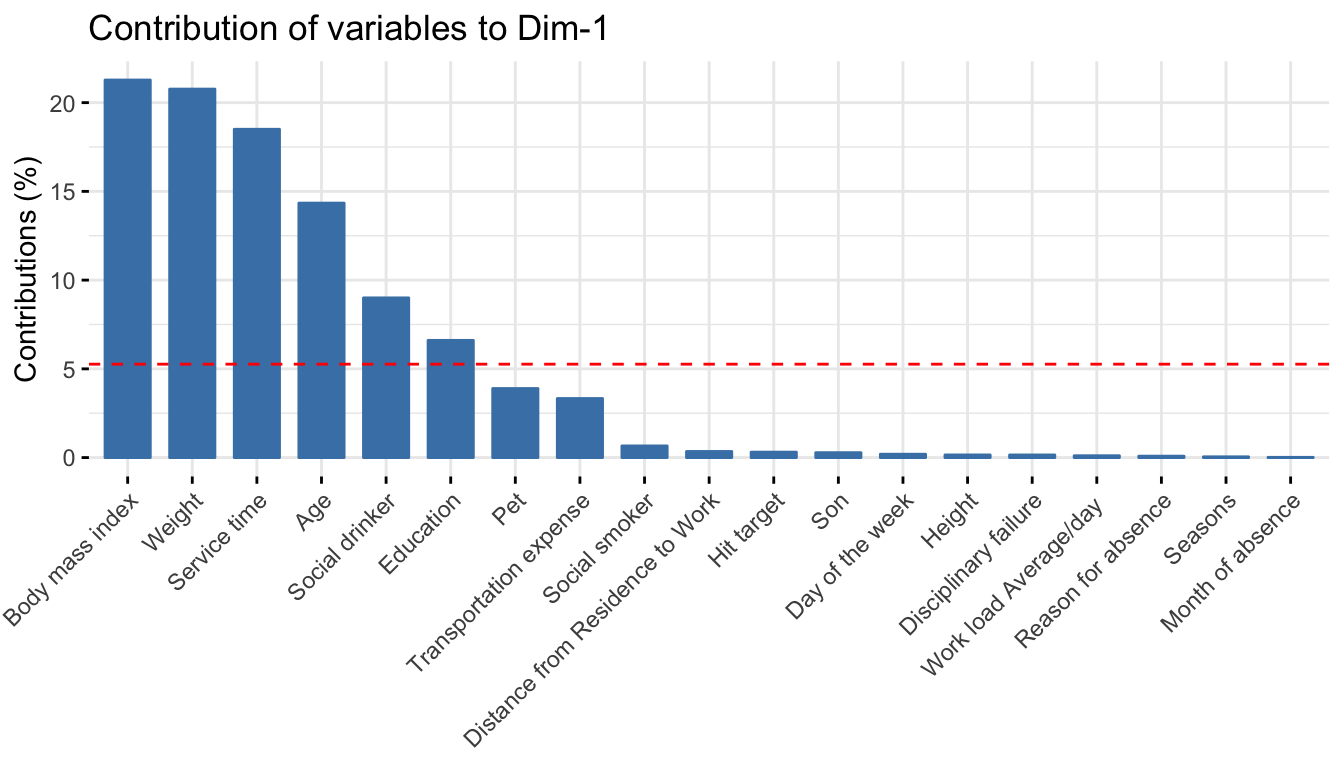 Contribution of variables to Dim-1
Contributions (%)
20
15
10
5
0
Body mass index
Weight
Service time
Age
Social drinker
Education
Pet
Transportation expense
Social smoker
Distance from Residence to Work
Hit target
Son
Day of the week
Height
Disciplinary failure
Work load Average/day
Reason for absence
Seasons
Month of absence